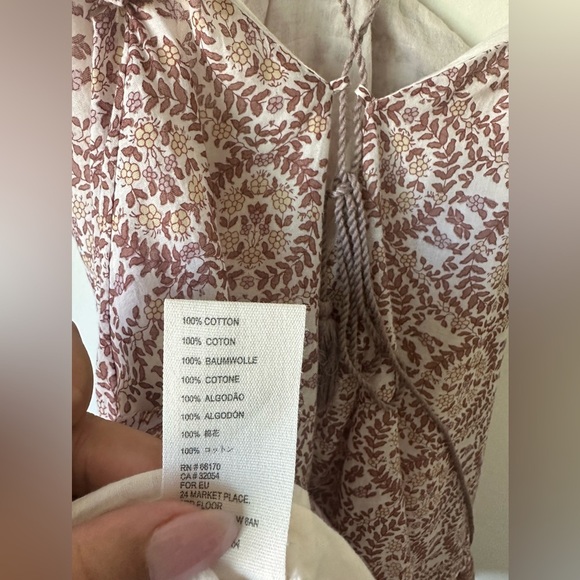 100% COTTON
100% COTON
100% BAUMWOLLE
100% COTONE
100% ALGODÃO
100% ALGODÓN
100% 棉花
100% コットン
RN # 66170
CA # 32054
FOR EU
24 MARKET PLACE,
FLOOR